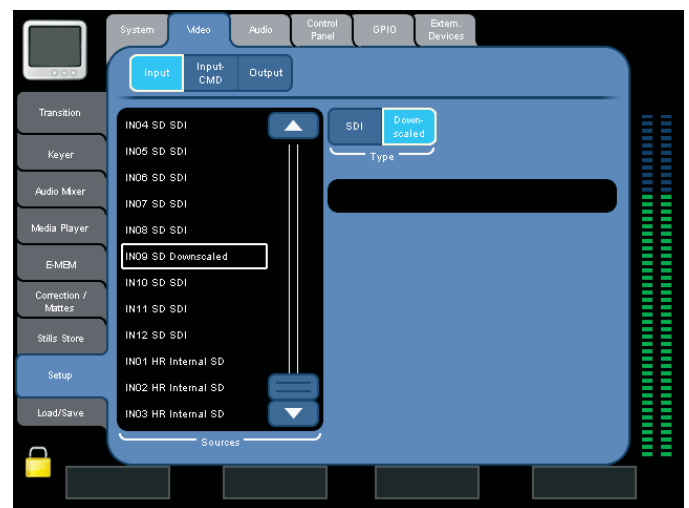 System
Video
Audio
Control
Panel
GPIO
Extern.
Devices
Input
Input-
CMD
Output
Transition
Keyer
Audio Mixer
Media Player
E-MEM
Correction /
Mattes
Stills Store
Setup
Load/Save
IN04 SD SDI
IN05 SD SDI
IN06 SD SDI
IN07 SD SDI
IN08 SD SDI
IN09 SD Downscaled
IN10 SD SDI
IN11 SD SDI
IN12 SD SDI
IN01 HR Internal SD
IN02 HR Internal SD
IN03 HR Internal SD
Sources
SDI
Down-
scaled
Type